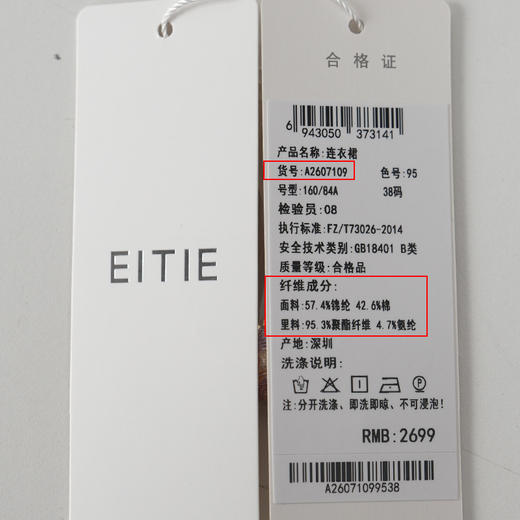 EITIE
合格证
6 943050 373141
产品名称:连衣裙
货号:A2607109 色号:95
号型:160/84A 38码
检验员:08
执行标准:FZ/T73026-2014
安全技术类别:GB18401 B类
质量等级:合格品
纤维成分:
面料:57.4%锦纶 42.6%棉
里料:95.3%聚酯纤维 4.7%氨纶
产地:深圳
洗涤说明:
注:分开洗涤、即洗即晾、不可浸泡!
RMB:2699
A26071099538